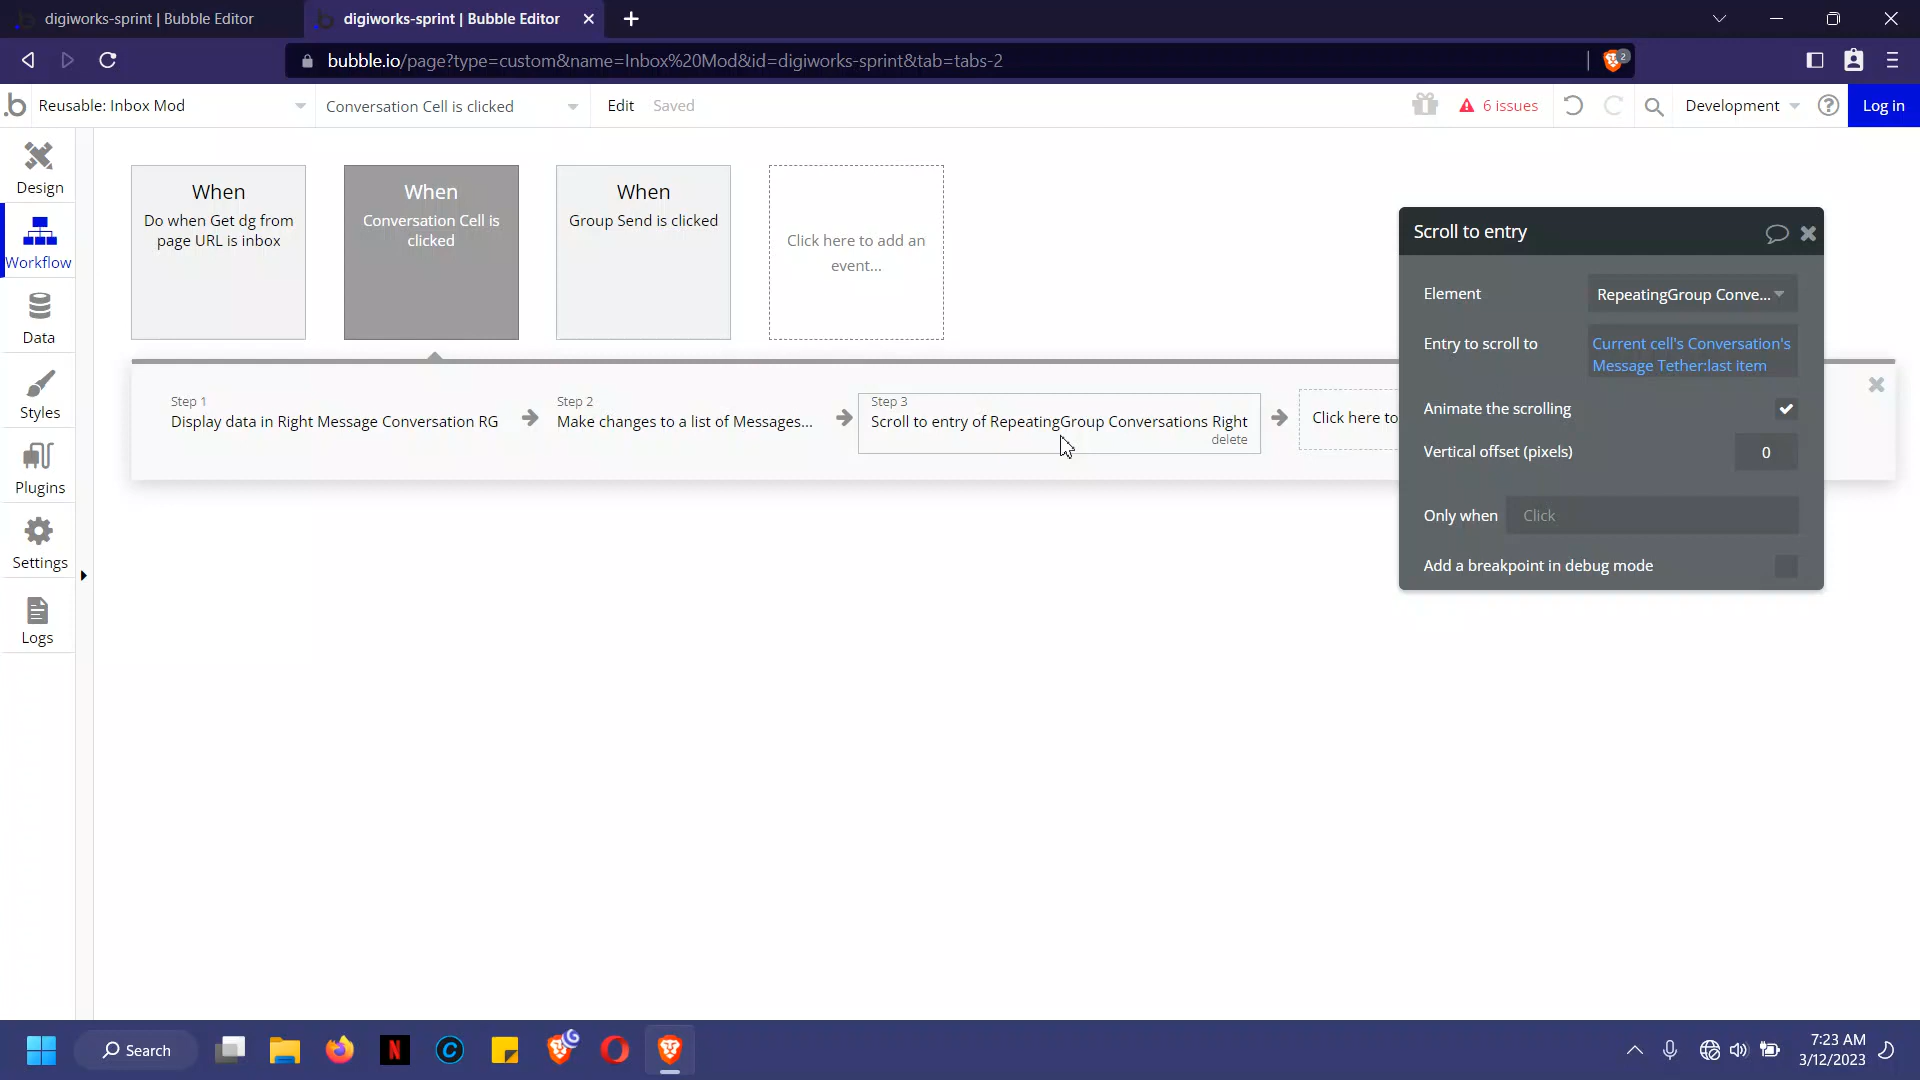 digiworks-sprint | Bubble Editor
digiworks-sprint | Bubble Editor
bubble.io/page?type=custom&name=Inbox%20Mod&id=digiworks-sprint&tab=tabs-2
2
Reusable: Inbox Mod
Conversation Cell is clicked
Edit
Saved
6 issues
Development
Log in
Design
Workflow
Data
Styles
Plugins
Settings
Logs
When
Do when Get dg from
page URL is inbox
When
Conversation Cell is
clicked
When
Group Send is clicked
Click here to add an
event...
Step 1
Display data in Right Message Conversation RG
Step 2
Make changes to a list of Messages...
Step 3
Scroll to entry of RepeatingGroup Conversations Right
delete
Click here to
Scroll to entry
Element
RepeatingGroup Conve...
Entry to scroll to
Current cell's Conversation's
Message Tether:last item
Animate the scrolling
Vertical offset (pixels)
0
Only when
Click
Add a breakpoint in debug mode
Search
7:23 AM
3/12/2023